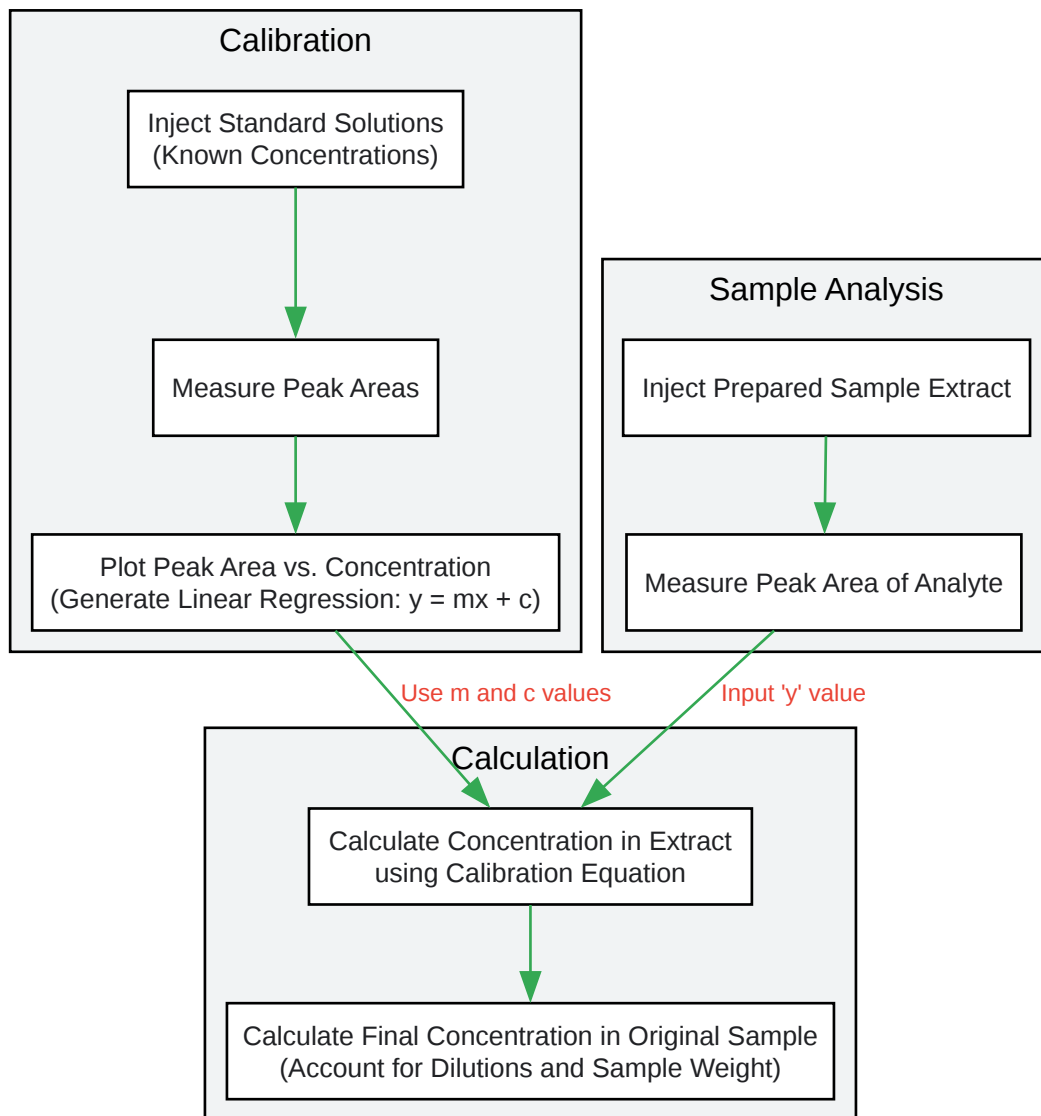 Calibration
Inject Standard Solutions
(Known Concentrations)
Measure Peak Areas
Plot Peak Area vs. Concentration
(Generate Linear Regression: y = mx + c)
Sample Analysis
Inject Prepared Sample Extract
Measure Peak Area of Analyte
Use m and c values
Input 'y' value
Calculation
Calculate Concentration in Extract
using Calibration Equation
Calculate Final Concentration in Original Sample
(Account for Dilutions and Sample Weight)